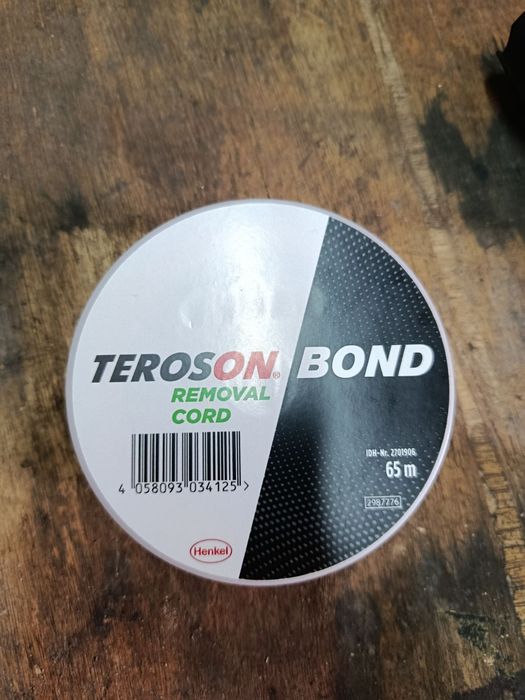 TEROSON® BOND
REMOVAL
CORD
IDH-Nr. 2701906
65 m
4 058093 034125 >
2987776
Henkel